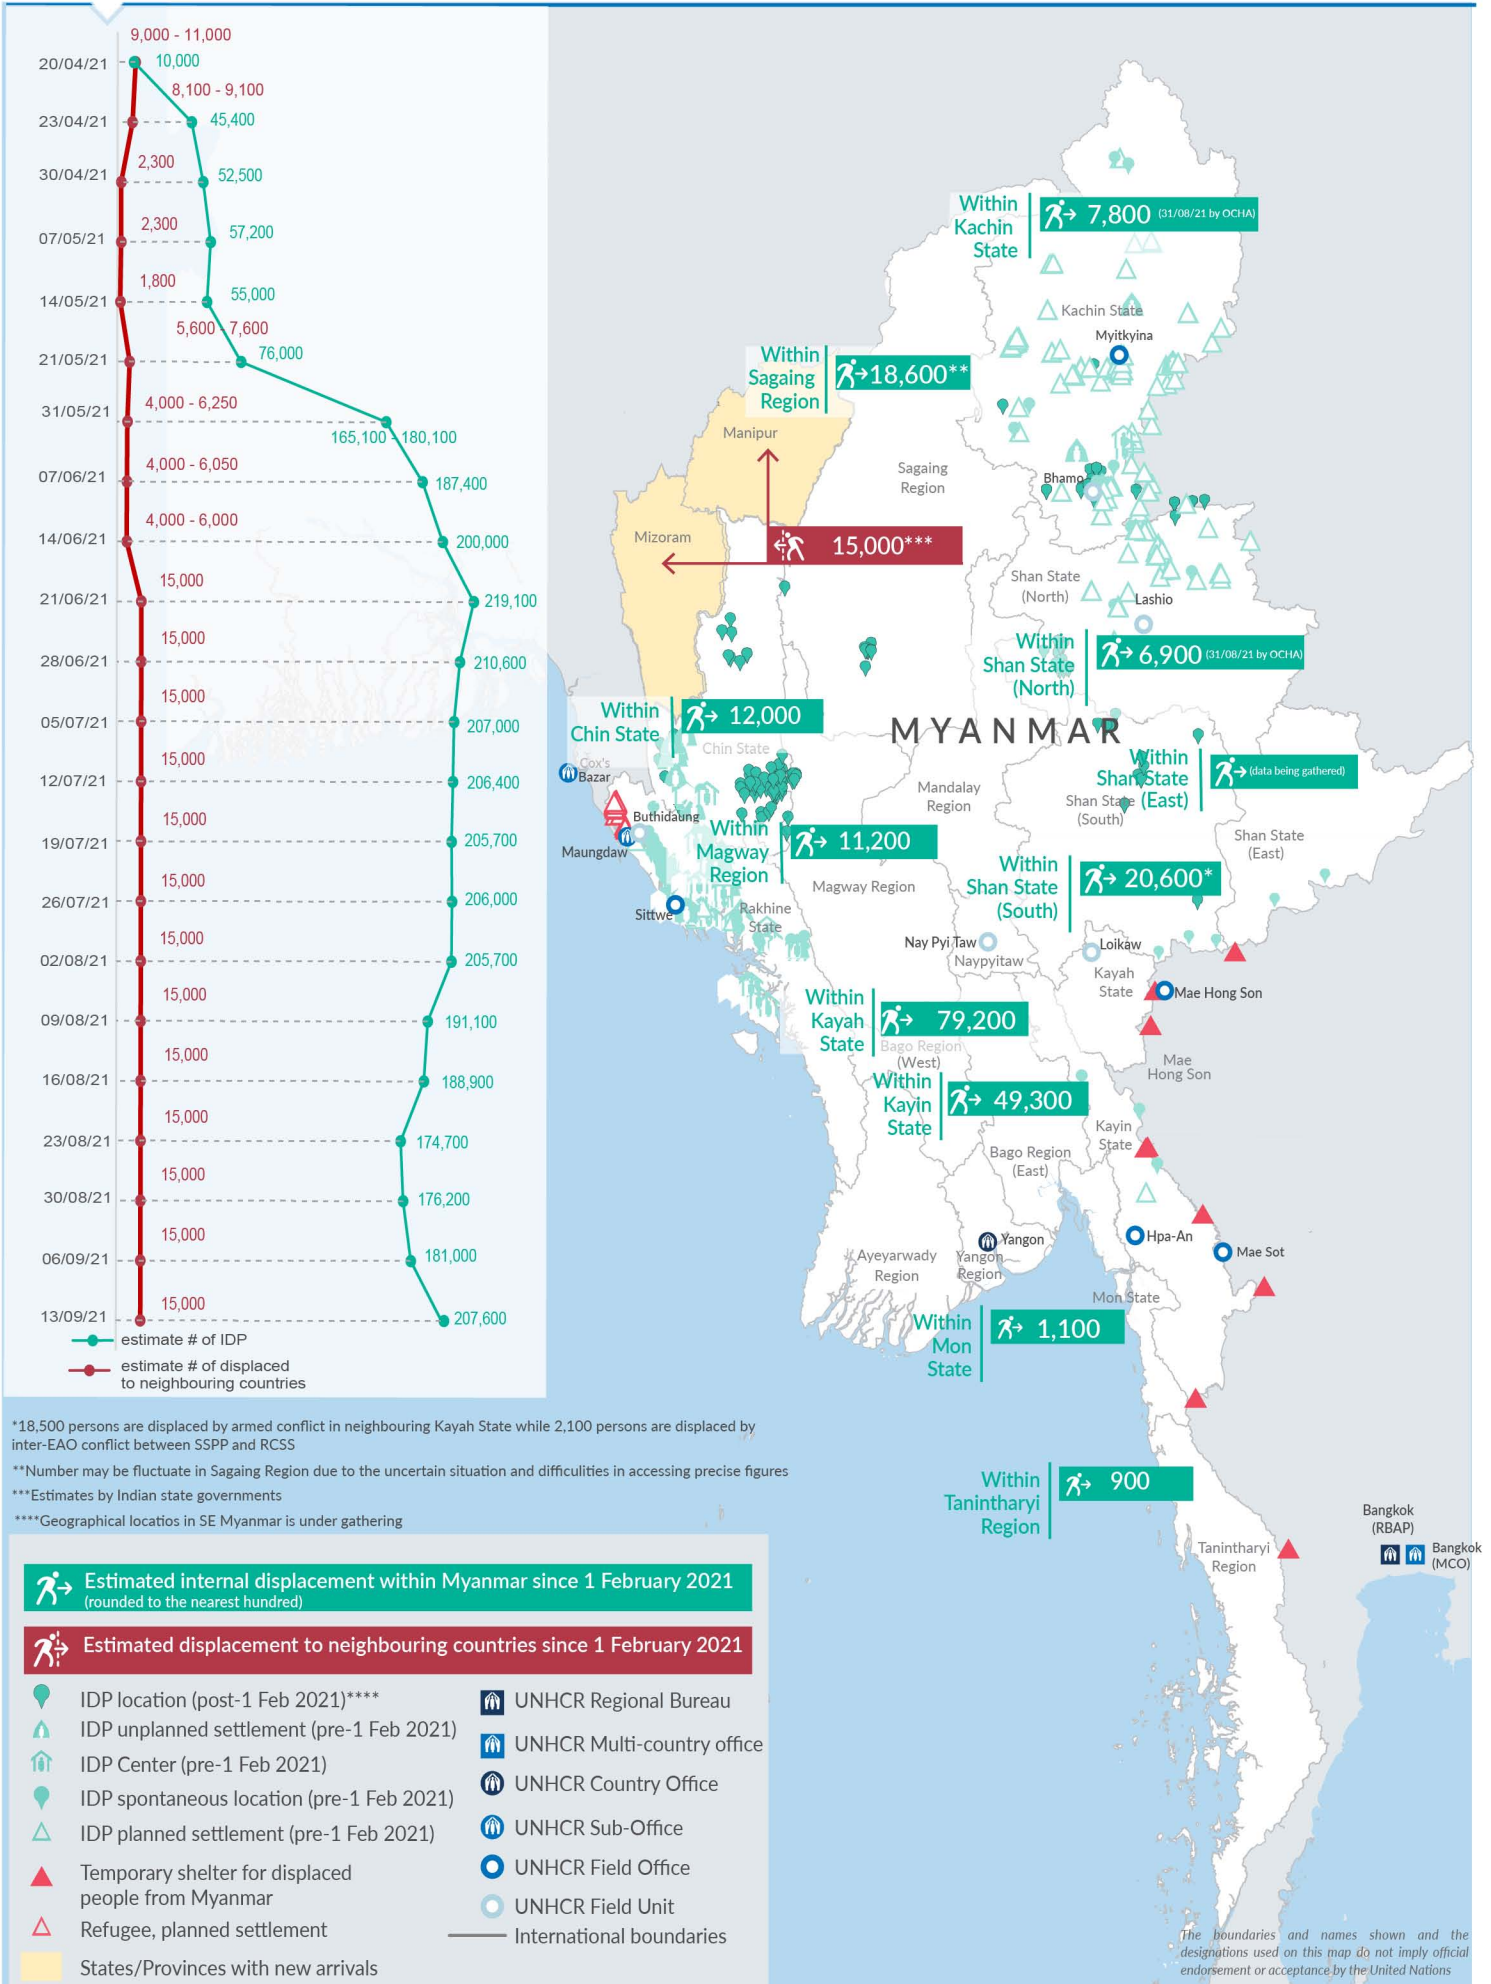 9,000 - 11,000
20/04/21
10,000
8,100 - 9,100
23/04/21
45,400
2,300
30/04/21
52,500
2,300
07/05/21
57,200
1,800
14/05/21
55,000
5,600 - 7,600
21/05/21
76,000
4,000 - 6,250
31/05/21
165,100 - 180,100
4,000 - 6,050
07/06/21
187,400
4,000 - 6,000
14/06/21
200,000
15,000
21/06/21
219,100
15,000
28/06/21
210,600
15,000
05/07/21
207,000
15,000
12/07/21
206,400
15,000
19/07/21
205,700
15,000
26/07/21
206,000
15,000
02/08/21
205,700
15,000
09/08/21
191,100
15,000
16/08/21
188,900
15,000
23/08/21
174,700
15,000
30/08/21
176,200
15,000
06/09/21
181,000
15,000
13/09/21
207,600
estimate # of IDP
estimate # of displaced
to neighbouring countries
Within
Kachin
State
7,800 (31/08/21 by OCHA)
Kachin State
Myitkyina
Within
Sagaing
Region
18,600**
Manipur
Sagaing
Region
Bhamo
Mizoram
15,000***
Shan State
(North)
Lashio
Within
Shan State
(North)
6,900 (31/08/21 by OCHA)
Within
Chin State
12,000
Chin State
MYANMAR
Cox's
Bazar
Within
Shan State
(East)
(data being gathered)
Mandalay
Region
Shan State
(South)
Shan State
(East)
Buthidaung
Maungdaw
Within
Magway
Region
11,200
Magway Region
Within
Shan State
(South)
20,600*
Sittwe
Rakhine
State
Nay Pyi Taw
Naypyitaw
Loikaw
Kayah
State
Mae Hong Son
Within
Kayah
State
79,200
Bago Region
(West)
Mae
Hong Son
Within
Kayin
State
49,300
Kayin
State
Bago Region
(East)
Yangon
Yangon
Region
Ayeyarwady
Region
Hpa-An
Mae Sot
Mon State
Within
Mon
State
1,100
Within
Tanintharyi
Region
900
Tanintharyi
Region
Bangkok
(RBAP)
Bangkok
(MCO)
*18,500 persons are displaced by armed conflict in neighbouring Kayah State while 2,100 persons are displaced by
inter-EAO conflict between SSPP and RCSS
**Number may be fluctuate in Sagaing Region due to the uncertain situation and difficulities in accessing precise figures
***Estimates by Indian state governments
****Geographical locatios in SE Myanmar is under gathering
Estimated internal displacement within Myanmar since 1 February 2021
(rounded to the nearest hundred)
Estimated displacement to neighbouring countries since 1 February 2021
IDP location (post-1 Feb 2021)****
IDP unplanned settlement (pre-1 Feb 2021)
IDP Center (pre-1 Feb 2021)
IDP spontaneous location (pre-1 Feb 2021)
IDP planned settlement (pre-1 Feb 2021)
Temporary shelter for displaced
people from Myanmar
Refugee, planned settlement
States/Provinces with new arrivals
UNHCR Regional Bureau
UNHCR Multi-country office
UNHCR Country Office
UNHCR Sub-Office
UNHCR Field Office
UNHCR Field Unit
International boundaries
The boundaries and names shown and the
designations used on this map do not imply official
endorsement or acceptance by the United Nations